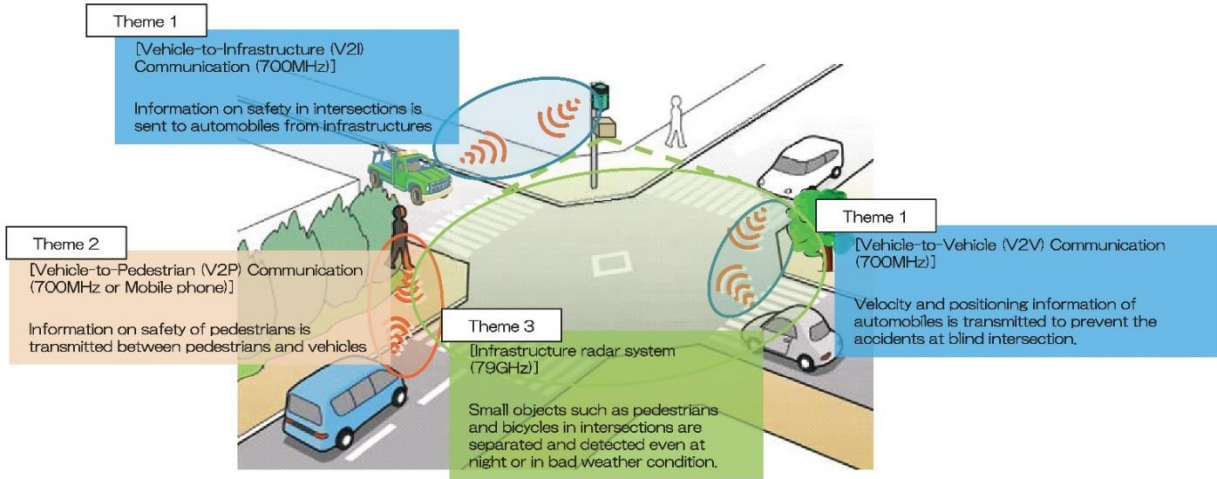 Theme 1
[Vehicle-to-Infrastructure (V2I)
Communication (700MHz)]
Information on safety in intersections is
sent to automobiles from infrastructures
Theme 2
[Vehicle-to-Pedestrian (V2P) Communication
(700MHz or Mobile phone)]
Information on safety of pedestrians is
transmitted between pedestrians and vehicles
Theme 3
[Infrastructure radar system
(79GHz)]
Small objects such as pedestrians
and bicycles in intersections are
separated and detected even at
night or in bad weather condition.
Theme 1
[Vehicle-to-Vehicle (V2V) Communication
(700MHz)]
Velocity and positioning information of
automobiles is transmitted to prevent the
accidents at blind intersection.